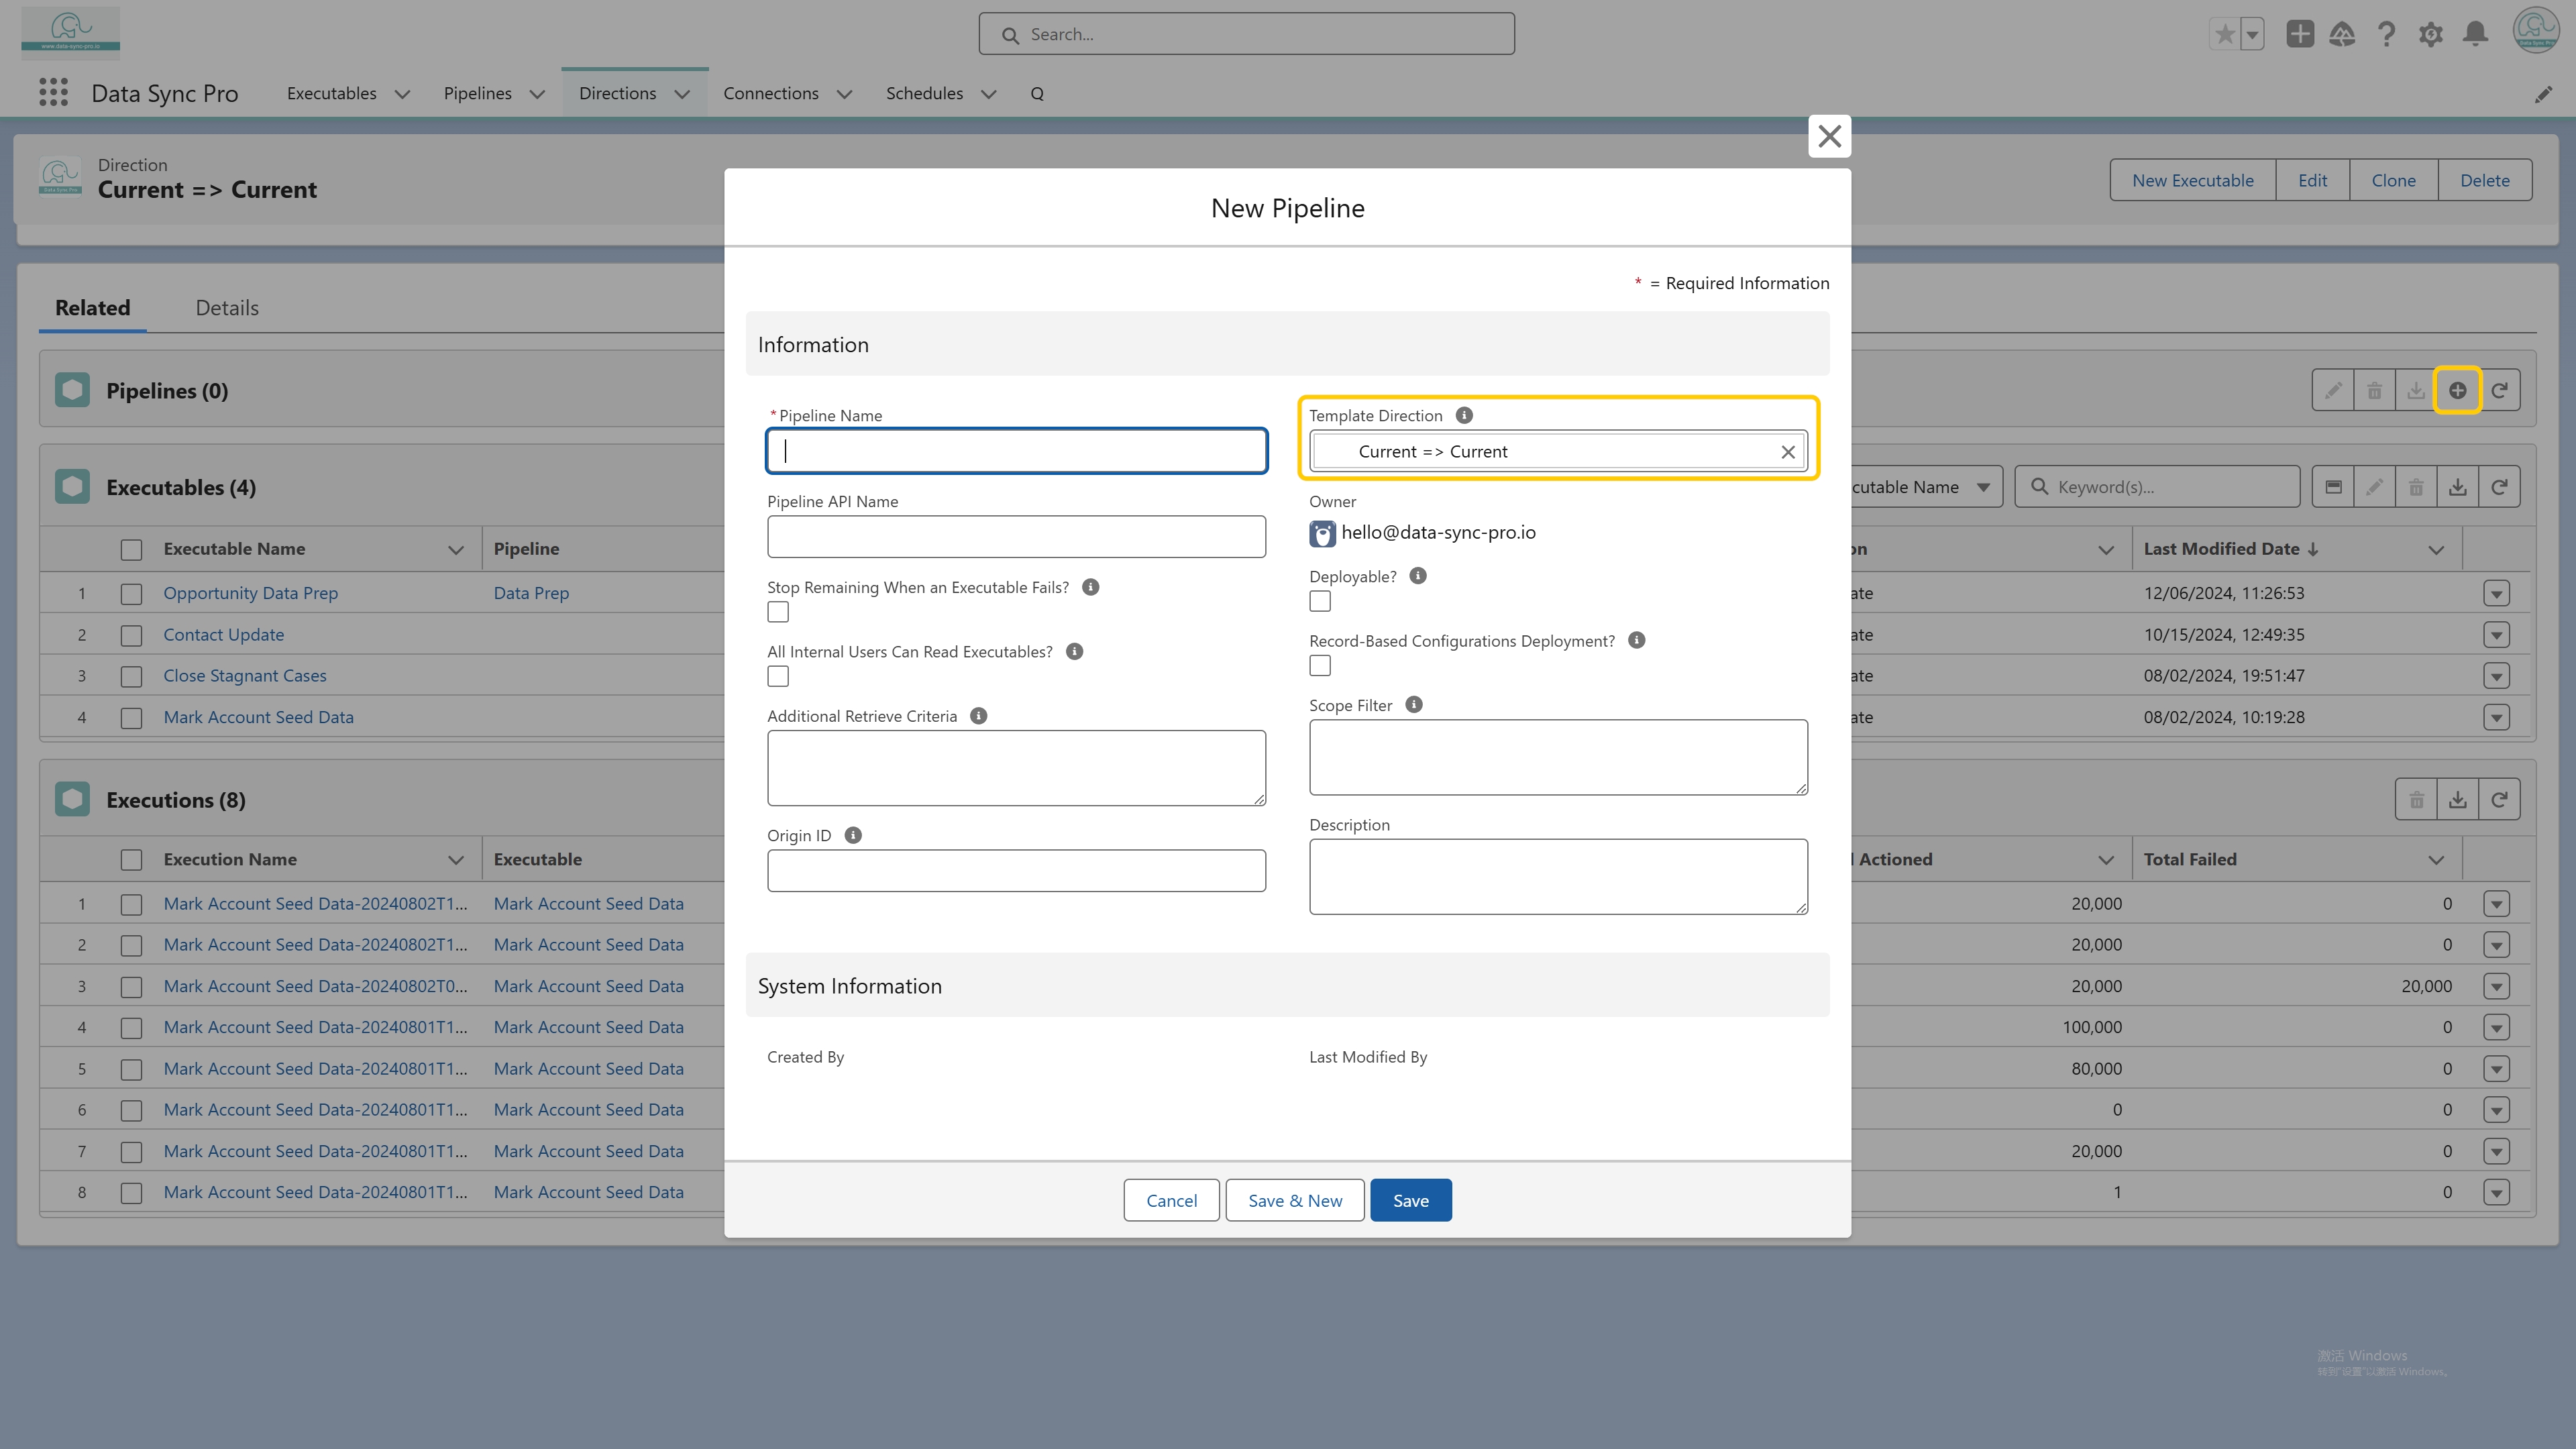 www.data-sync-pro.io
Search...
Data Sync Pro
Data Sync Pro
Executables
Pipelines
Directions
Connections
Schedules
Q
Direction
Current => Current
Data Sync Pro
New Executable
Edit
Clone
Delete
New Pipeline
* = Required Information
Related
Details
Information
Pipelines (0)
*Pipeline Name
Template Direction
Current => Current
Executables (4)
cutable Name
Keyword(s)...
Pipeline API Name
Owner
hello@data-sync-pro.io
Executable Name
Pipeline
on
Last Modified Date
Stop Remaining When an Executable Fails?
Deployable?
1 Opportunity Data Prep Data Prep ate 12/06/2024, 11:26:53
2 Contact Update ate 10/15/2024, 12:49:35
All Internal Users Can Read Executables?
Record-Based Configurations Deployment?
3 Close Stagnant Cases ate 08/02/2024, 19:51:47
4 Mark Account Seed Data ate 08/02/2024, 10:19:28
Additional Retrieve Criteria
Scope Filter
Executions (8)
Origin ID
Description
Execution Name
Executable
l Actioned
Total Failed
1 Mark Account Seed Data-20240802T1... Mark Account Seed Data 20,000 0
2 Mark Account Seed Data-20240802T1... Mark Account Seed Data 20,000 0
3 Mark Account Seed Data-20240802T0... Mark Account Seed Data 20,000 20,000
4 Mark Account Seed Data-20240801T1... Mark Account Seed Data 100,000 0
5 Mark Account Seed Data-20240801T1... Mark Account Seed Data 80,000 0
6 Mark Account Seed Data-20240801T1... Mark Account Seed Data 0 0
7 Mark Account Seed Data-20240801T1... Mark Account Seed Data 20,000 0
8 Mark Account Seed Data-20240801T1... Mark Account Seed Data 1 0
System Information
Created By
Last Modified By
Cancel
Save & New
Save
激活 Windows
转到"设置"以激活 Windows。